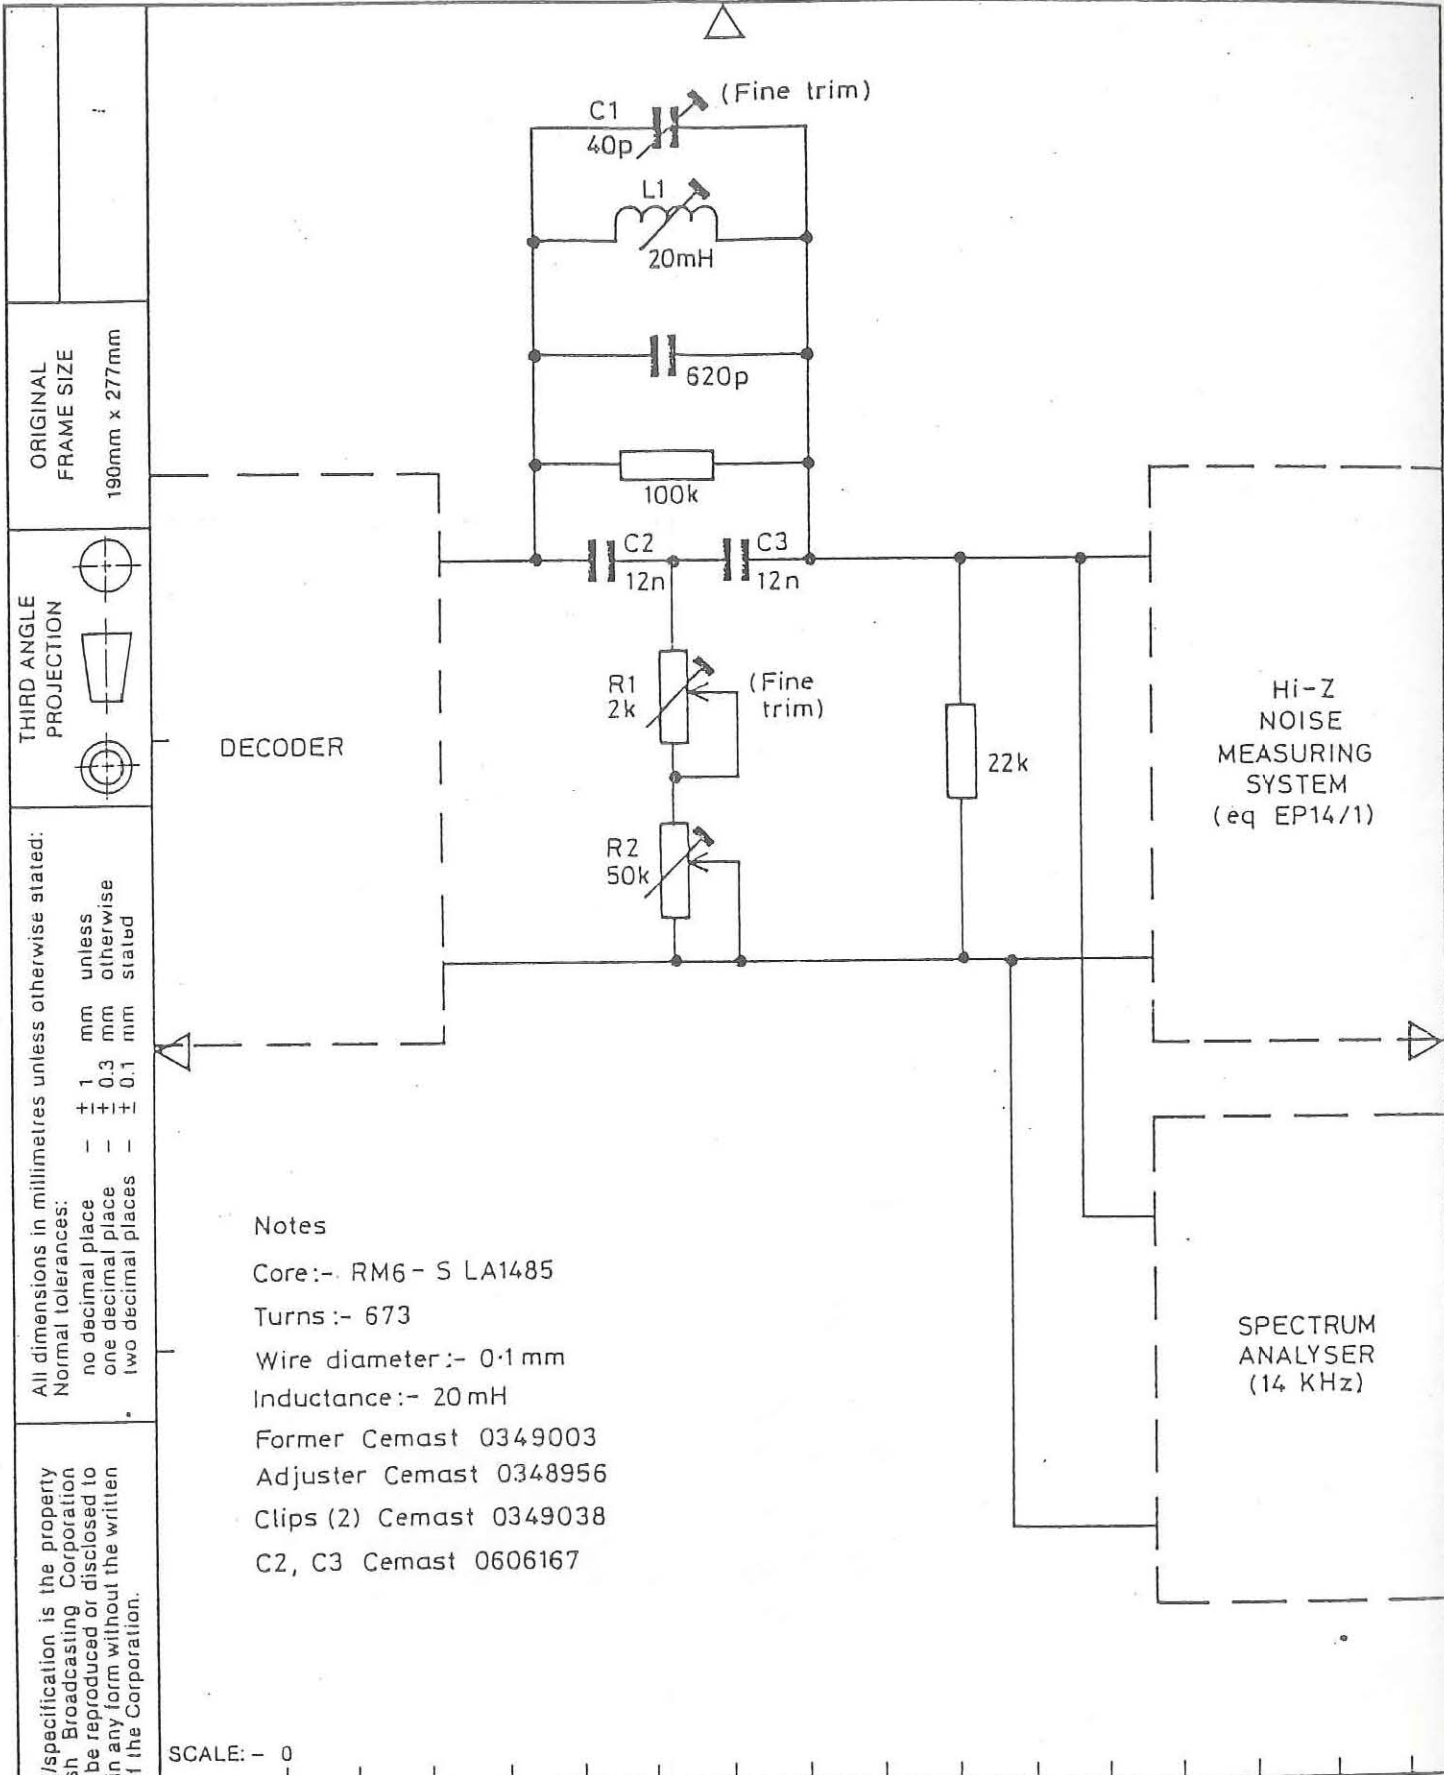 C1
40p
(Fine trim)
L1
20mH
620p
100k
C2
12n
C3
12n
R1
2k
(Fine
trim)
R2
50k
22k
DECODER
Hi-Z
NOISE
MEASURING
SYSTEM
(eq EP14/1)
SPECTRUM
ANALYSER
(14 KHz)
Notes
Core:- RM6- S LA1485
Turns:- 673
Wire diameter:- 0·1mm
Inductance:- 20mH
Former Cemast 0349003
Adjuster Cemast 0348956
Clips (2) Cemast 0349038
C2, C3 Cemast 0606167
SCALE:- 0
ORIGINAL
FRAME SIZE
190mm x 277mm
THIRD ANGLE
PROJECTION
All dimensions in millimetres unless otherwise stated:
Normal tolerances:
no decimal place - ± 1 mm unless
one decimal place - ± 0.3 mm otherwise
two decimal places - ± 0.1 mm stated
/specification is the property
sh Broadcasting Corporation
be reproduced or disclosed to
in any form without the written
f the Corporation.